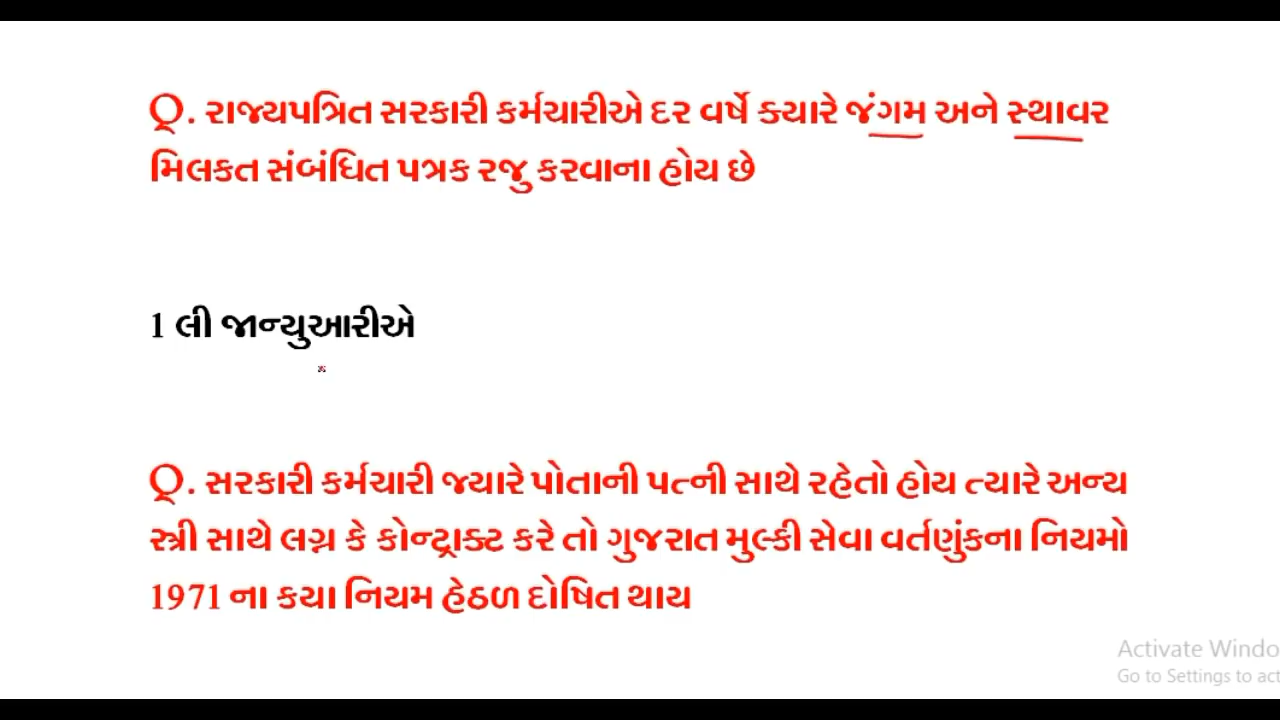 Q. રાજ્યપત્રિત સરકારી કર્મચારીએ દર વર્ષે ક્યારે જંગમ અને સ્થાવર
મિલકત સંબંધિત પત્રક રજુ કરવાના હોય છે
1 લી જાન્યુઆરીએ
Q. સરકારી કર્મચારી જ્યારે પોતાની પત્ની સાથે રહેતો હોય ત્યારે અન્ય
સ્ત્રી સાથે લગ્ન કે કોન્ટ્રાક્ટ કરે તો ગુજરાત મુલ્કી સેવા વર્તણુંકના નિયમો
1971 ના કયા નિયમ હેઠળ દોષિત થાય
Activate Windo
Go to Settings to act